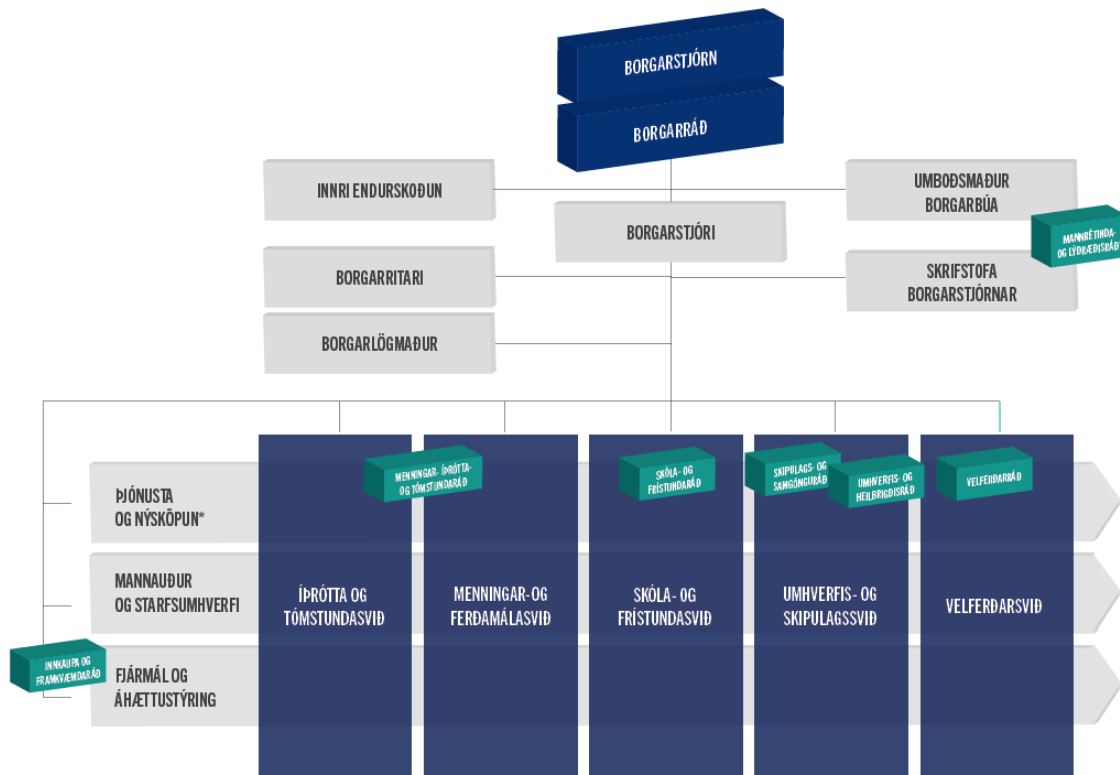 BORGARSTJÓRN
BORGARRÁÐ
INNRI ENDURSKOÐUN
UMBOÐSMAÐUR
BORGARBÚA
BORGARSTJÓRI
MANNRÉTINDA-
OG LÝÐRÆÐISRÁÐ
BORGARRITARI
SKRIFSTOFA
BORGARSTJÓRNAR
BORGARLÖGMAÐUR
MENNINGAR- ÍÞRÓTTA-
OG TÓMSTUNDARÁÐ
SKÓLA- OG
FRÍSTUNDARÁÐ
SKIPULAGS- OG
SAMGÖNGURÁÐ
UMHVERFIS- OG
HEILBRIGÐISRÁÐ
VELFERÐARRÁÐ
ÞJÓNUSTA
OG NÝSKÖPUN*
MANNAUÐUR
OG STARFSUMHVERFI
ÍÞRÓTTA OG
TÓMSTUNDASVIÐ
MENNINGAR-OG
FERÐAMÁLASVIÐ
SKÓLA- OG
FRÍSTUNDASVIÐ
UMHVERFIS- OG
SKIPULAGSSVIÐ
VELFERÐARSVIÐ
INNKAUPA OG
FRAMKVÆMDARÁÐ
FJÁRMÁL OG
ÁHÆTTUSTÝRING